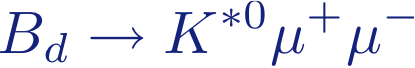 B_d → K^{*0} μ^+ μ^-